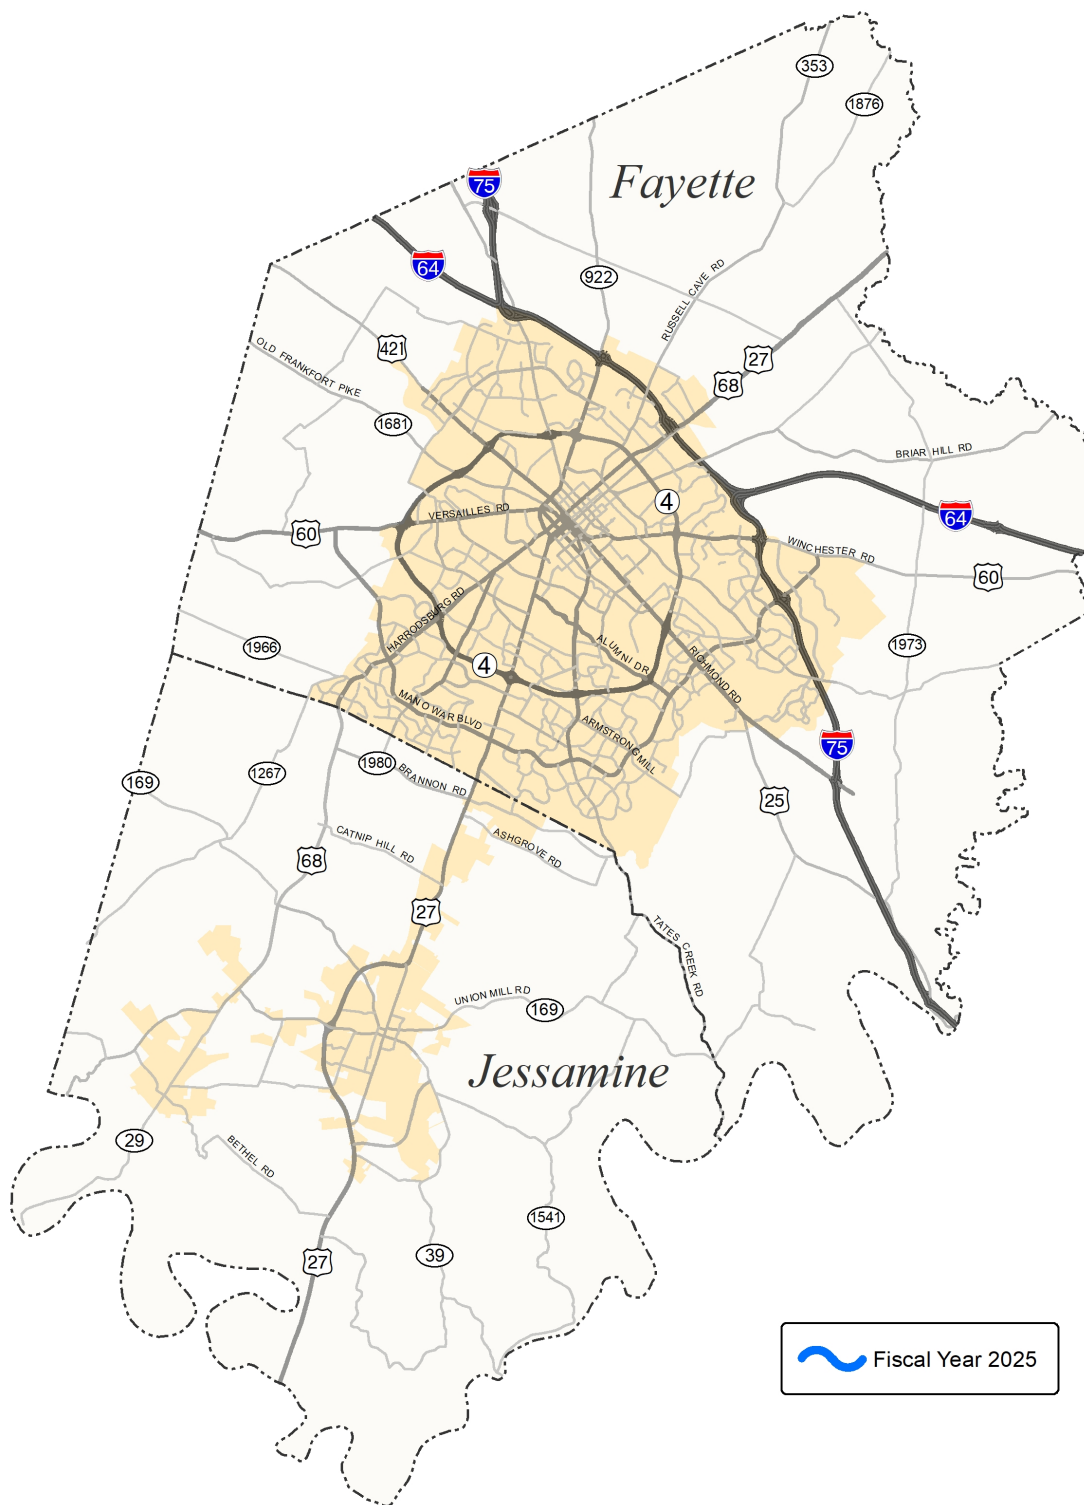 353
1876
Fayette
75
64
922
RUSSELL CAVE RD
421
27
68
OLD FRANKFORT PIKE
1681
BRIAR HILL RD
4
VERSAILLES RD
64
60
WINCHESTER RD
60
HARRODSBURG RD
ALUMNI DR
1966
4
RICHMOND RD
1973
MAN O WAR BLVD
ARMSTRONG MILL
75
169
1267
1980
BRANNON RD
25
CATNIP HILL RD
ASHGROVE RD
68
27
TATES CREEK RD
UNION MILL RD
169
Jessamine
29
BETHEL RD
1541
39
27
Fiscal Year 2025